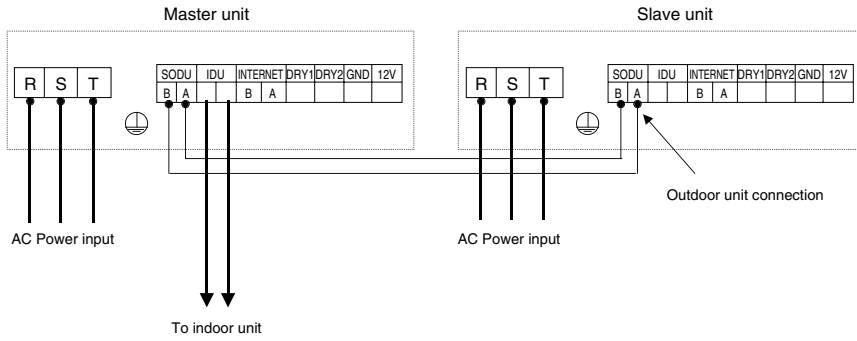 Master unit
Slave unit
R S T
SODU IDU INTERNET DRY1 DRY2 GND 12V
B A B A
R S T
SODU IDU INTERNET DRY1 DRY2 GND 12V
B A B A
Outdoor unit connection
AC Power input
AC Power input
To indoor unit